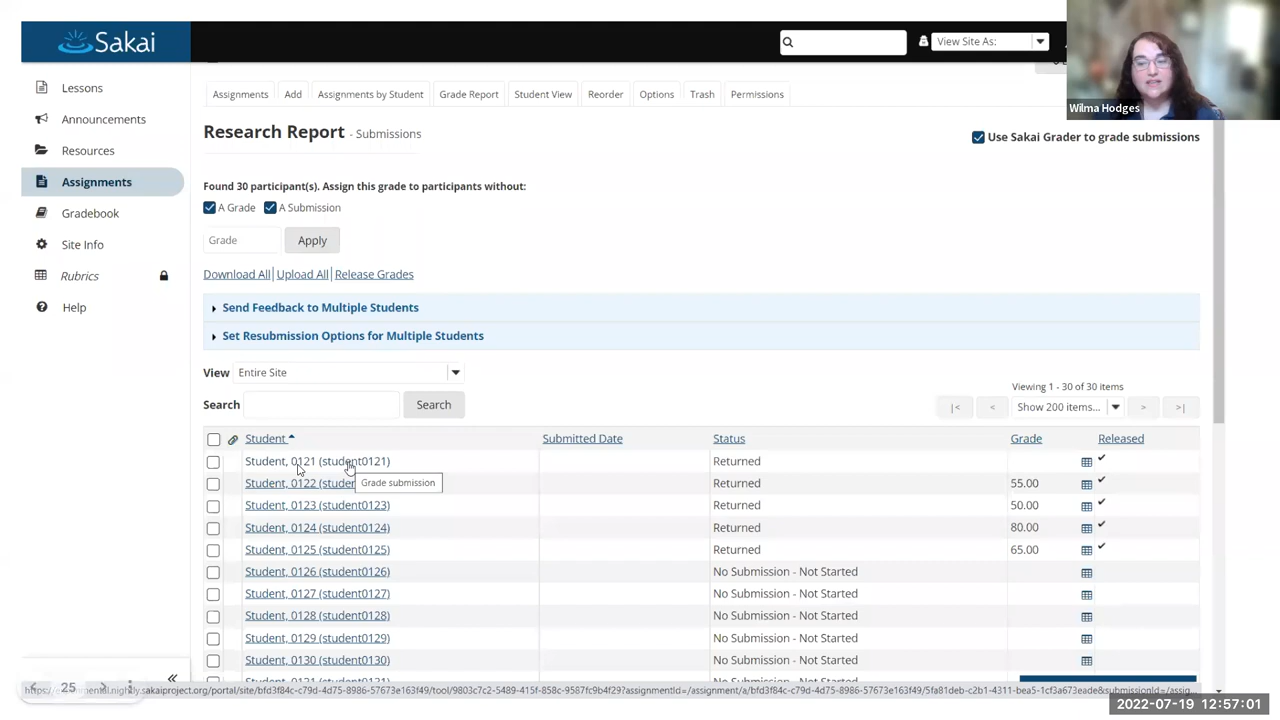 Sakai
View Site As:
Wilma Hodges
Lessons
Announcements
Resources
Assignments
Gradebook
Site Info
Rubrics
Help
Assignments
Add
Assignments by Student
Grade Report
Student View
Reorder
Options
Trash
Permissions
Research Report - Submissions
Use Sakai Grader to grade submissions
Found 30 participant(s). Assign this grade to participants without:
A Grade A Submission
Grade Apply
Download All | Upload All | Release Grades
Send Feedback to Multiple Students
Set Resubmission Options for Multiple Students
View Entire Site
Viewing 1 - 30 of 30 items
Search Search
|< < Show 200 items... > >|
Student Submitted Date Status Grade Released
Student, 0121 (student0121) Returned
Grade submission
Student, 0122 (studen Returned 55.00
Student, 0123 (student0123) Returned 50.00
Student, 0124 (student0124) Returned 80.00
Student, 0125 (student0125) Returned 65.00
Student, 0126 (student0126) No Submission - Not Started
Student, 0127 (student0127) No Submission - Not Started
Student, 0128 (student0128) No Submission - Not Started
Student, 0129 (student0129) No Submission - Not Started
Student, 0130 (student0130) No Submission - Not Started
25
2022-07-19 12:57:01